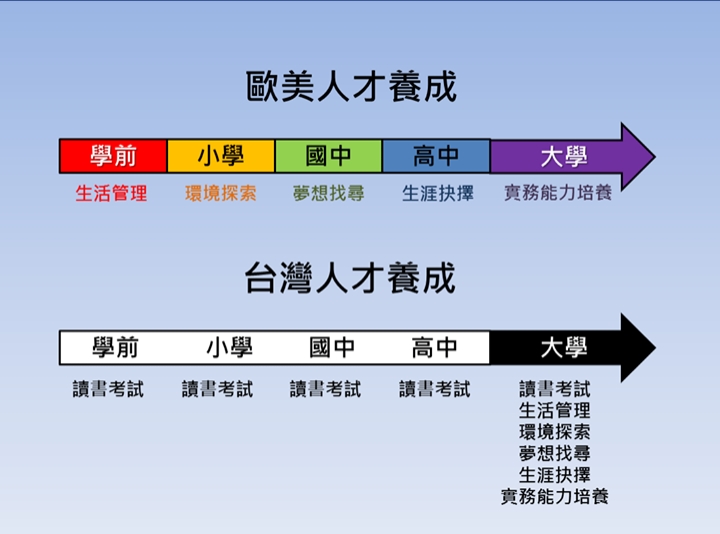 歐美人才養成
學前 小學 國中 高中 大學
生活管理 環境探索 夢想找尋 生涯抉擇 實務能力培養
台灣人才養成
學前 小學 國中 高中 大學
讀書考試 讀書考試 讀書考試 讀書考試 讀書考試
生活管理
環境探索
夢想找尋
生涯抉擇
實務能力培養